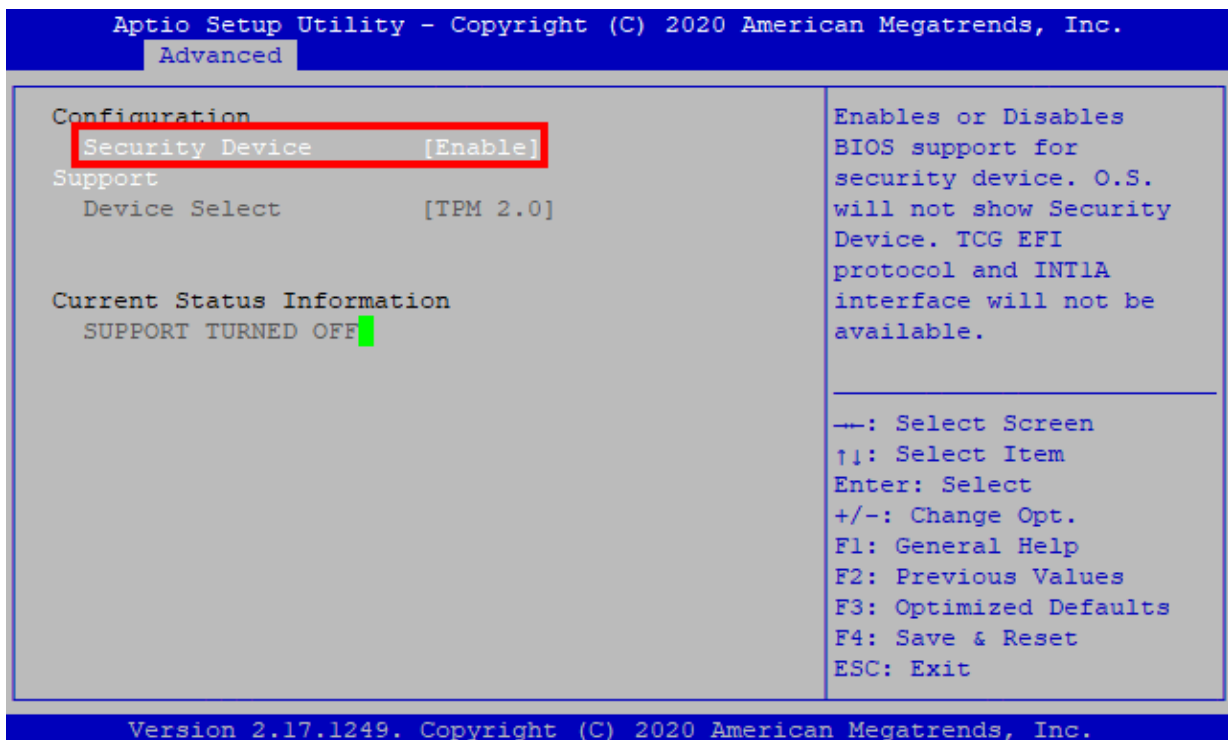 Aptio Setup Utility - Copyright (C) 2020 American Megatrends, Inc.
Advanced
Configuration
Security Device [Enable]
Support
Device Select [TPM 2.0]
Current Status Information
SUPPORT TURNED OFF
Enables or Disables
BIOS support for
security device. O.S.
will not show Security
Device. TCG EFI
protocol and INT1A
interface will not be
available.
→←: Select Screen
↑↓: Select Item
Enter: Select
+/-: Change Opt.
F1: General Help
F2: Previous Values
F3: Optimized Defaults
F4: Save & Reset
ESC: Exit
Version 2.17.1249. Copyright (C) 2020 American Megatrends, Inc.